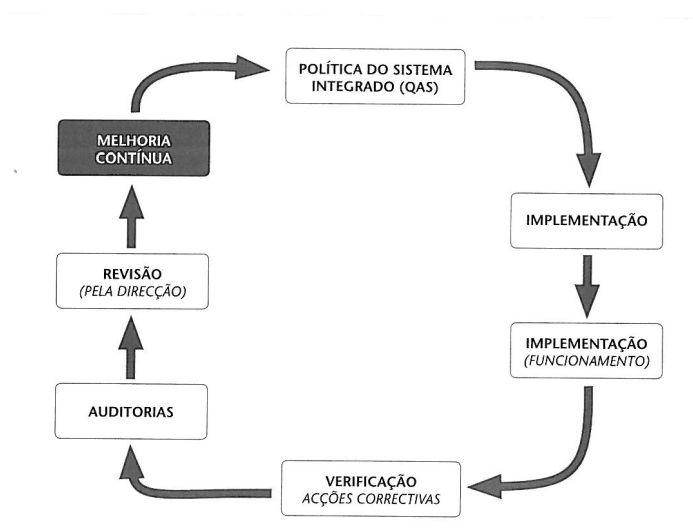 POLÍTICA DO SISTEMA
INTEGRADO (QAS)
IMPLEMENTAÇÃO
IMPLEMENTAÇÃO
(FUNCIONAMENTO)
VERIFICAÇÃO
ACÇÕES CORRECTIVAS
AUDITORIAS
REVISÃO
(PELA DIRECÇÃO)
MELHORIA
CONTÍNUA